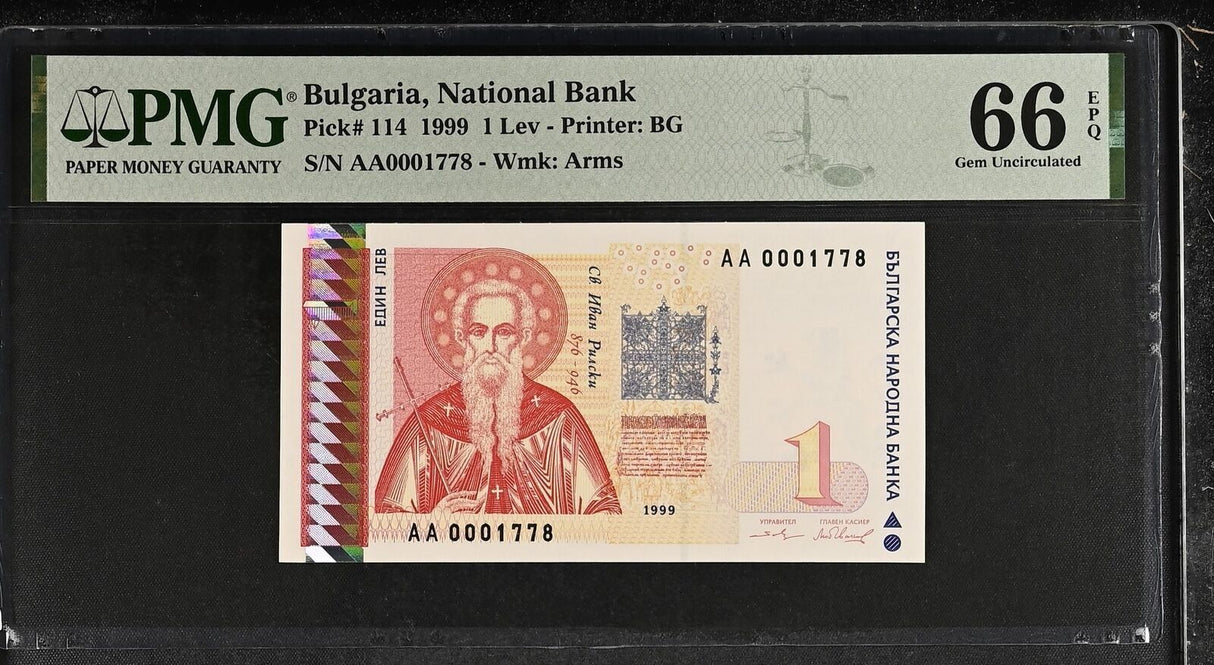 PMG®
PAPER MONEY GUARANTY
Bulgaria, National Bank
Pick# 114 1999 1 Lev - Printer: BG
S/N AA0001778 - Wmk: Arms
66
EPQ
Gem Uncirculated
ЕДИН ЛЕВ
Св. Иван Рилски
876 - 946
АА 0001778
БЪЛГАРСКА НАРОДНА БАНКА
1
1999
УПРАВИТЕЛ
ГЛАВЕН КАСИЕР
АА 0001778